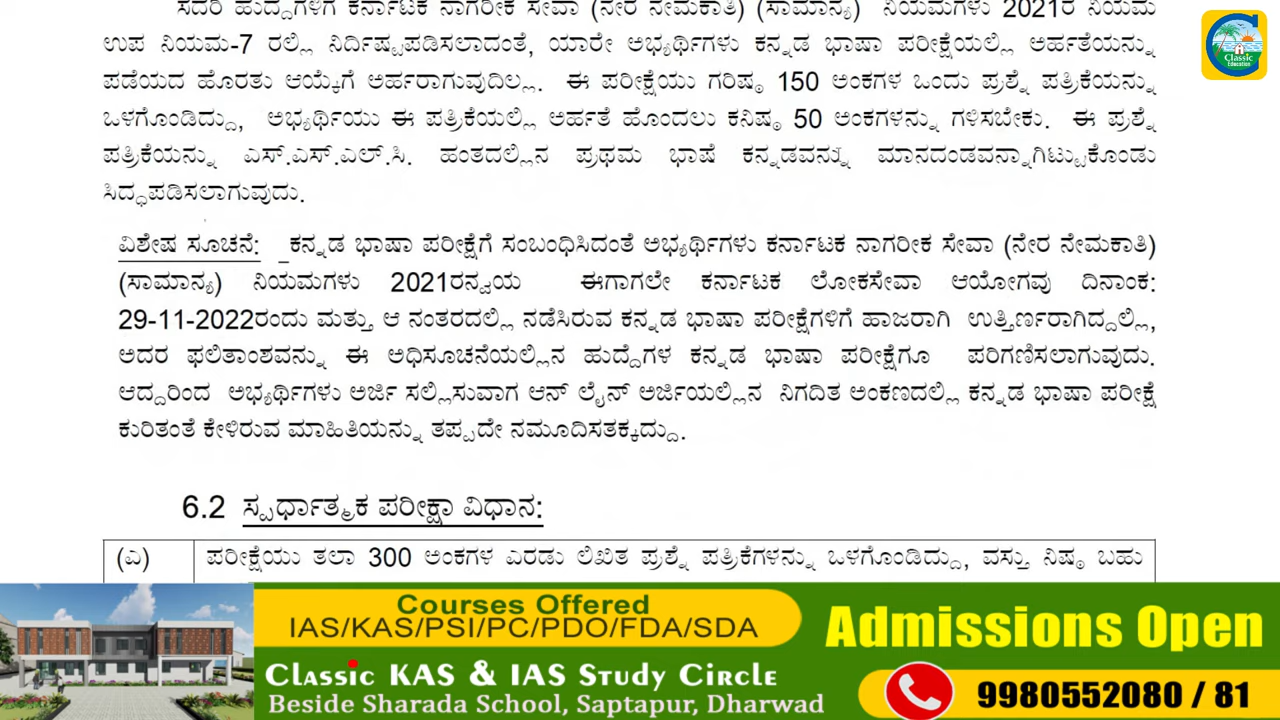 ಸದರಿ ಹುದ್ದೆಗಳಿಗೆ ಕರ್ನಾಟಕ ನಾಗರೀಕ ಸೇವಾ (ನೇರ ನೇಮಕಾತಿ) (ಸಾಮಾನ್ಯ) ನಿಯಮಗಳು 2021ರ ನಿಯಮ
ಉಪ ನಿಯಮ-7 ರಲ್ಲಿ ನಿರ್ದಿಷ್ಟಪಡಿಸಲಾದಂತೆ, ಯಾರೇ ಅಭ್ಯರ್ಥಿಗಳು ಕನ್ನಡ ಭಾಷಾ ಪರೀಕ್ಷೆಯಲ್ಲಿ ಅರ್ಹತೆಯನ್ನು
ಪಡೆಯದ ಹೊರತು ಆಯ್ಕೆಗೆ ಅರ್ಹರಾಗುವುದಿಲ್ಲ. ಈ ಪರೀಕ್ಷೆಯು ಗರಿಷ್ಠ 150 ಅಂಕಗಳ ಒಂದು ಪ್ರಶ್ನೆ ಪತ್ರಿಕೆಯನ್ನು
ಒಳಗೊಂಡಿದ್ದು, ಅಭ್ಯರ್ಥಿಯು ಈ ಪತ್ರಿಕೆಯಲ್ಲಿ ಅರ್ಹತೆ ಹೊಂದಲು ಕನಿಷ್ಠ 50 ಅಂಕಗಳನ್ನು ಗಳಿಸಬೇಕು. ಈ ಪ್ರಶ್ನೆ
ಪತ್ರಿಕೆಯನ್ನು ಎಸ್.ಎಸ್.ಎಲ್.ಸಿ. ಹಂತದಲ್ಲಿನ ಪ್ರಥಮ ಭಾಷೆ ಕನ್ನಡವನ್ನು ಮಾನದಂಡವನ್ನಾಗಿಟ್ಟುಕೊಂಡು
ಸಿದ್ಧಪಡಿಸಲಾಗುವುದು.
ವಿಶೇಷ ಸೂಚನೆ: ಕನ್ನಡ ಭಾಷಾ ಪರೀಕ್ಷೆಗೆ ಸಂಬಂಧಿಸಿದಂತೆ ಅಭ್ಯರ್ಥಿಗಳು ಕರ್ನಾಟಕ ನಾಗರೀಕ ಸೇವಾ (ನೇರ ನೇಮಕಾತಿ)
(ಸಾಮಾನ್ಯ) ನಿಯಮಗಳು 2021ರನ್ವಯ ಈಗಾಗಲೇ ಕರ್ನಾಟಕ ಲೋಕಸೇವಾ ಆಯೋಗವು ದಿನಾಂಕ:
29-11-2022ರಂದು ಮತ್ತು ಆ ನಂತರದಲ್ಲಿ ನಡೆಸಿರುವ ಕನ್ನಡ ಭಾಷಾ ಪರೀಕ್ಷೆಗಳಿಗೆ ಹಾಜರಾಗಿ ಉತ್ತಿರ್ಣರಾಗಿದ್ದಲ್ಲಿ,
ಅದರ ಫಲಿತಾಂಶವನ್ನು ಈ ಅಧಿಸೂಚನೆಯಲ್ಲಿನ ಹುದ್ದೆಗಳ ಕನ್ನಡ ಭಾಷಾ ಪರೀಕ್ಷೆಗೂ ಪರಿಗಣಿಸಲಾಗುವುದು.
ಆದ್ದರಿಂದ ಅಭ್ಯರ್ಥಿಗಳು ಅರ್ಜಿ ಸಲ್ಲಿಸುವಾಗ ಆನ್ ಲೈನ್ ಅರ್ಜಿಯಲ್ಲಿನ ನಿಗದಿತ ಅಂಕಣದಲ್ಲಿ ಕನ್ನಡ ಭಾಷಾ ಪರೀಕ್ಷೆ
ಕುರಿತಂತೆ ಕೇಳಿರುವ ಮಾಹಿತಿಯನ್ನು ತಪ್ಪದೇ ನಮೂದಿಸತಕ್ಕದ್ದು.
6.2 ಸ್ಪರ್ಧಾತ್ಮಕ ಪರೀಕ್ಷಾ ವಿಧಾನ:
(ಎ) ಪರೀಕ್ಷೆಯು ತಲಾ 300 ಅಂಕಗಳ ಎರಡು ಲಿಖಿತ ಪ್ರಶ್ನೆ ಪತ್ರಿಕೆಗಳನ್ನು ಒಳಗೊಂಡಿದ್ದು, ವಸ್ತು ನಿಷ್ಠ ಬಹು
Classic
Education
Courses Offered
IAS/KAS/PSI/PC/PDO/FDA/SDA
Classic KAS & IAS Study Circle
Beside Sharada School, Saptapur, Dharwad
Admissions Open
9980552080 / 81